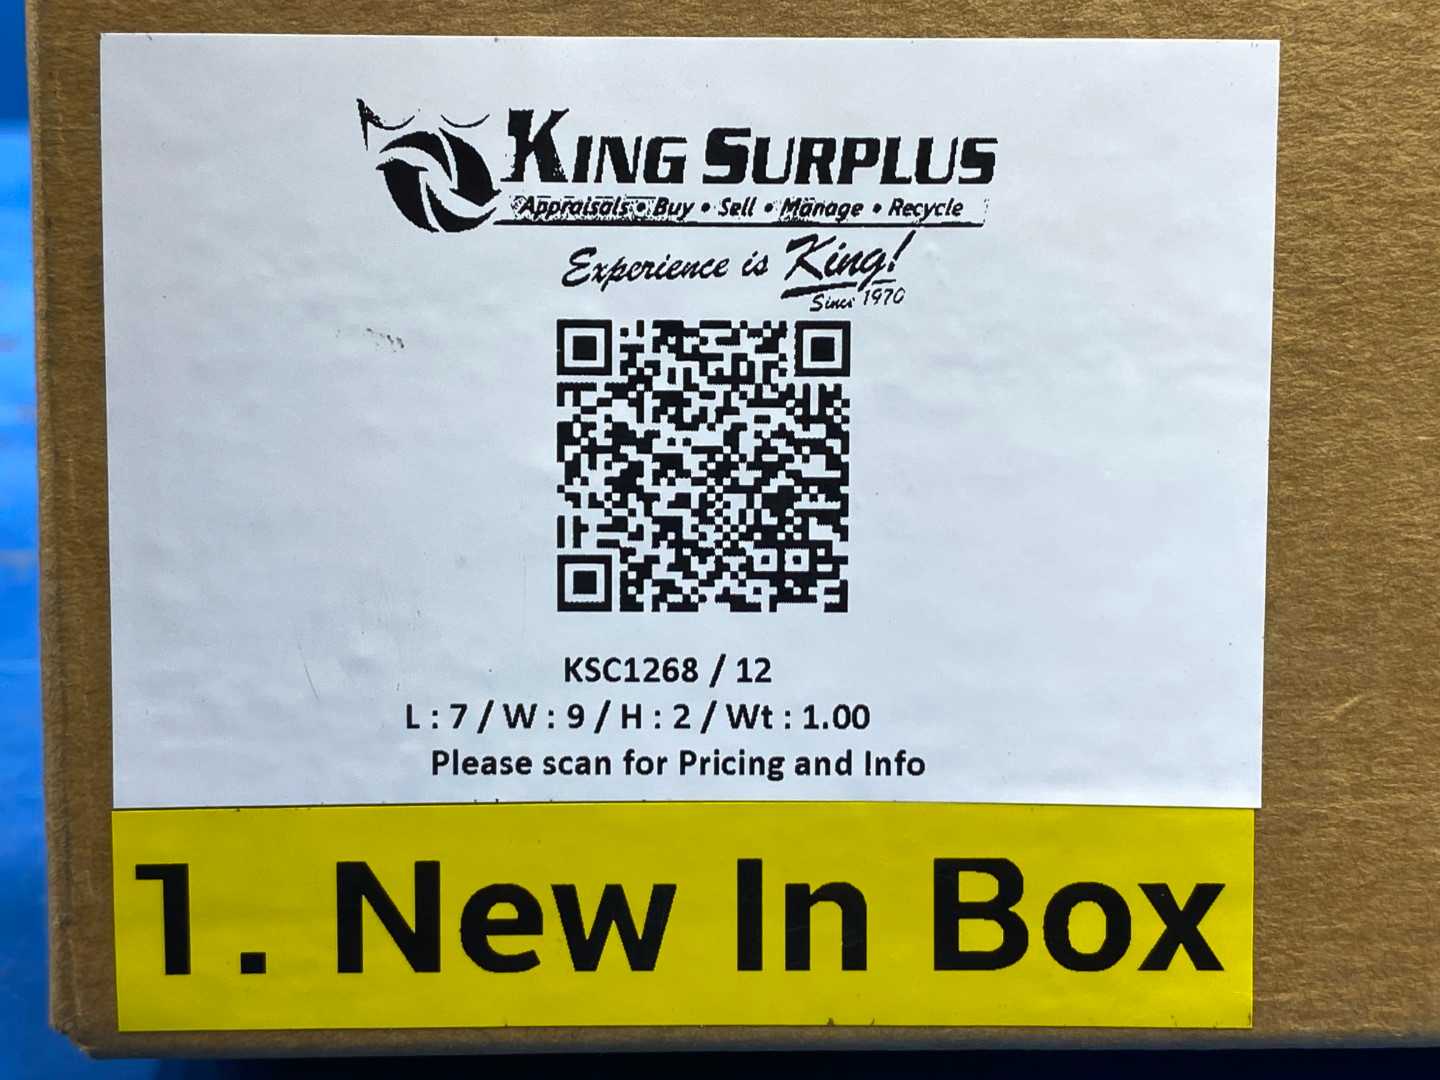 KING SURPLUS
Appraisals • Buy • Sell • Manage • Recycle
Experience is King!
Since 1970
KSC1268 / 12
L : 7 / W : 9 / H : 2 / Wt : 1.00
Please scan for Pricing and Info
1. New In Box